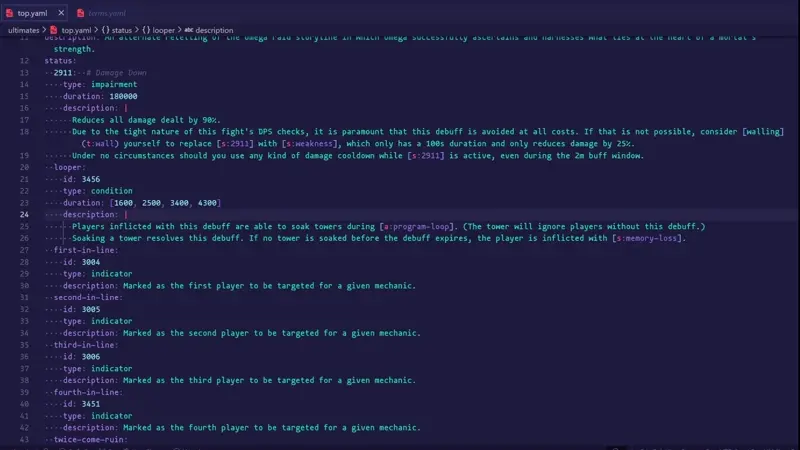 top.yaml
terms.yaml
ultimates > top.yaml > {} status > {} looper > abc description
11 description: An alternate retelling of the Omega raid storyline in which Omega successfully ascertains and harnesses what lies at the heart of a mortal's
strength.
12 status:
13 2911: # Damage Down
14 type: impairment
15 duration: 180000
16 description: |
17 Reduces all damage dealt by 90%.
18 Due to the tight nature of this fight's DPS checks, it is paramount that this debuff is avoided at all costs. If that is not possible, consider [walling]
(t:wall) yourself to replace [s:2911] with [s:weakness], which only has a 100s duration and only reduces damage by 25%.
19 Under no circumstances should you use any kind of damage cooldown while [s:2911] is active, even during the 2m buff window.
20 looper:
21 id: 3456
22 type: condition
23 duration: [1600, 2500, 3400, 4300]
24 description: |
25 Players inflicted with this debuff are able to soak towers during [a:program-loop]. (The tower will ignore players without this debuff.)
26 Soaking a tower resolves this debuff. If no tower is soaked before the debuff expires, the player is inflicted with [s:memory-loss].
27 first-in-line:
28 id: 3004
29 type: indicator
30 description: Marked as the first player to be targeted for a given mechanic.
31 second-in-line:
32 id: 3005
33 type: indicator
34 description: Marked as the second player to be targeted for a given mechanic.
35 third-in-line:
36 id: 3006
37 type: indicator
38 description: Marked as the third player to be targeted for a given mechanic.
39 fourth-in-line:
40 id: 3451
41 type: indicator
42 description: Marked as the fourth player to be targeted for a given mechanic.
43 twice-come-ruin: